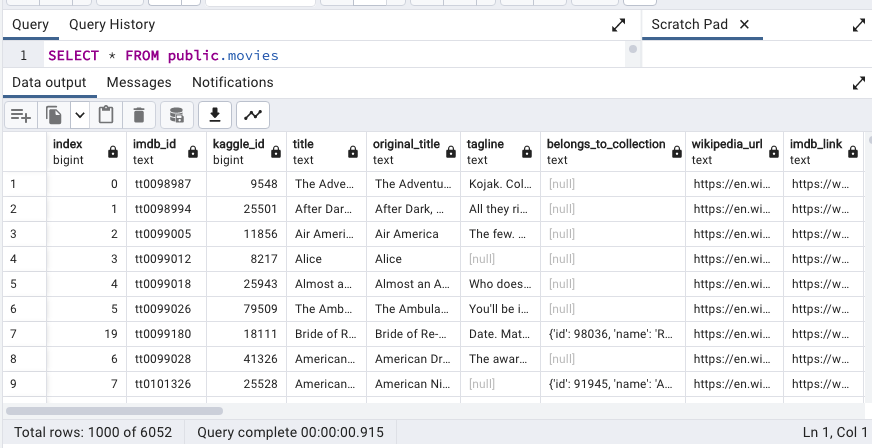 Query Query History Scratch Pad
1 SELECT * FROM public.movies
Data output Messages Notifications
index imdb_id kaggle_id title original_title tagline belongs_to_collection wikipedia_url imdb_link
bigint text bigint text text text text text text
1 0 tt0098987 9548 The Adve... The Adventu... Kojak. Col... [null] https://en.wi... https://w...
2 1 tt0098994 25501 After Dar... After Dark, ... All they ri... [null] https://en.wi... https://w...
3 2 tt0099005 11856 Air Ameri... Air America The few. ... [null] https://en.wi... https://w...
4 3 tt0099012 8217 Alice Alice [null] [null] https://en.wi... https://w...
5 4 tt0099018 25943 Almost a... Almost an A... Who does... [null] https://en.wi... https://w...
6 5 tt0099026 79509 The Amb... The Ambula... You'll be i... [null] https://en.wi... https://w...
7 19 tt0099180 18111 Bride of R... Bride of Re-... Date. Mat... {'id': 98036, 'name': 'R... https://en.wi... https://w...
8 6 tt0099028 41326 American... American Dr... The awar... [null] https://en.wi... https://w...
9 7 tt0101326 25528 American... American Ni... [null] {'id': 91945, 'name': 'A... https://en.wi... https://w...
Total rows: 1000 of 6052 Query complete 00:00:00.915 Ln 1, Col 1